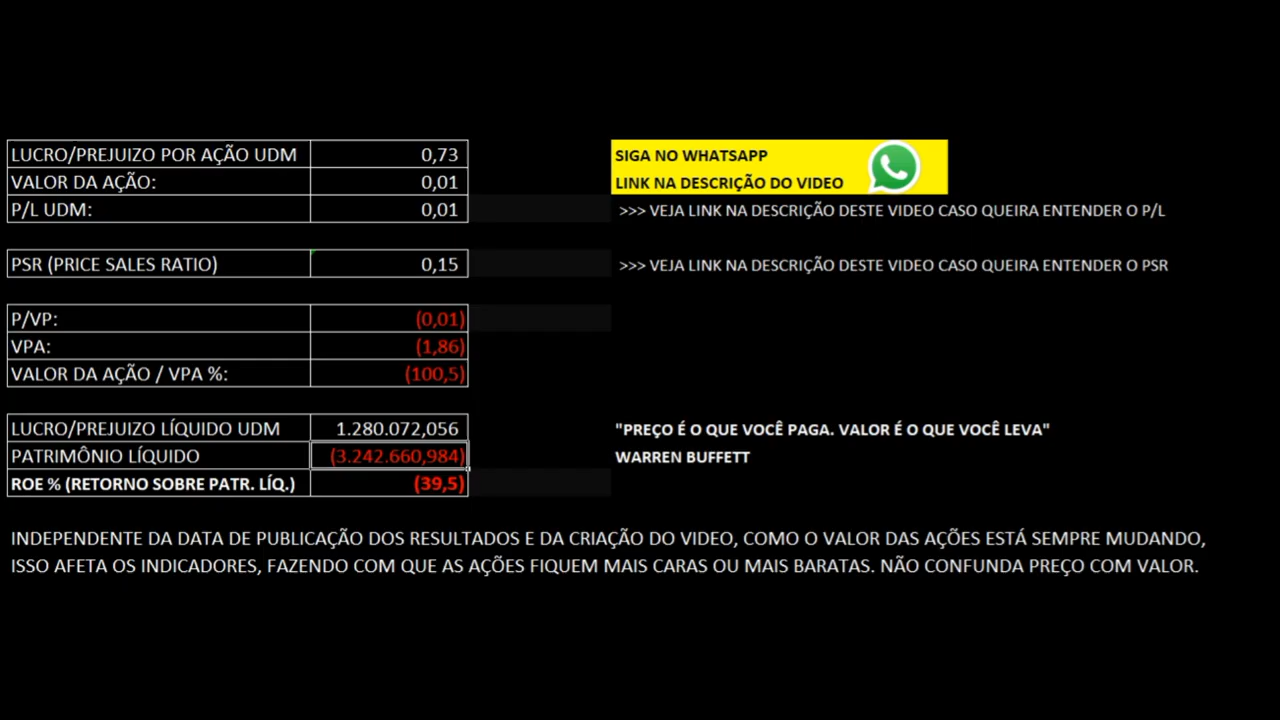 LUCRO/PREJUIZO POR AÇÃO UDM 0,73
SIGA NO WHATSAPP
VALOR DA AÇÃO: 0,01
LINK NA DESCRIÇÃO DO VIDEO
P/L UDM: 0,01
>>> VEJA LINK NA DESCRIÇÃO DESTE VIDEO CASO QUEIRA ENTENDER O P/L
PSR (PRICE SALES RATIO) 0,15
>>> VEJA LINK NA DESCRIÇÃO DESTE VIDEO CASO QUEIRA ENTENDER O PSR
P/VP: (0,01)
VPA: (1,86)
VALOR DA AÇÃO / VPA %: (100,5)
LUCRO/PREJUIZO LÍQUIDO UDM 1.280.072,056
"PREÇO É O QUE VOCÊ PAGA. VALOR É O QUE VOCÊ LEVA"
PATRIMÔNIO LÍQUIDO (3.242.660,984)
WARREN BUFFETT
ROE % (RETORNO SOBRE PATR. LÍQ.) (39,5)
INDEPENDENTE DA DATA DE PUBLICAÇÃO DOS RESULTADOS E DA CRIAÇÃO DO VIDEO, COMO O VALOR DAS AÇÕES ESTÁ SEMPRE MUDANDO,
ISSO AFETA OS INDICADORES, FAZENDO COM QUE AS AÇÕES FIQUEM MAIS CARAS OU MAIS BARATAS. NÃO CONFUNDA PREÇO COM VALOR.